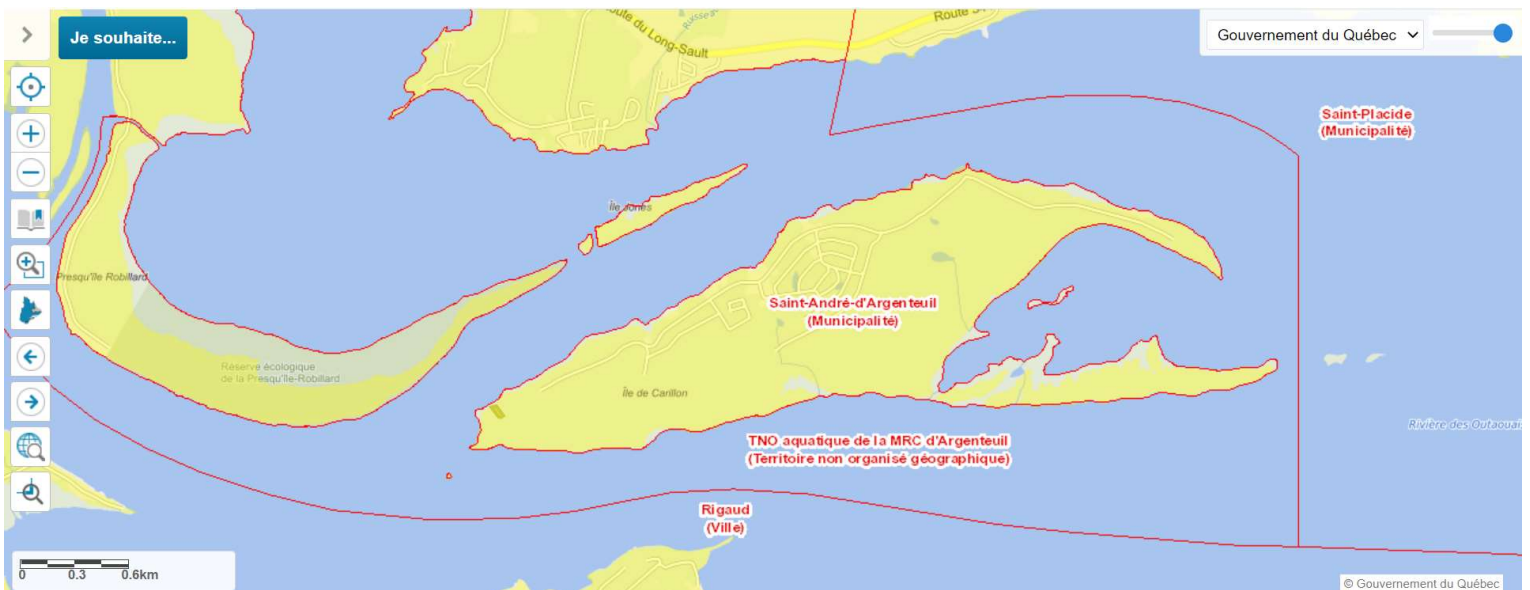 Je souhaite...
Route du Long-Sault
Gouvernement du Québec
Saint-Placide
(Municipalité)
Île Jones
Presqu'île Robillard
Saint-André-d'Argenteuil
(Municipalité)
Réserve écologique
de la Presqu'île-Robillard
Île de Carillon
Rivière des Outaouais
TNO aquatique de la MRC d'Argenteuil
(Territoire non organisé géographique)
Rigaud
(Ville)
0 0.3 0.6km
© Gouvernement du Québec